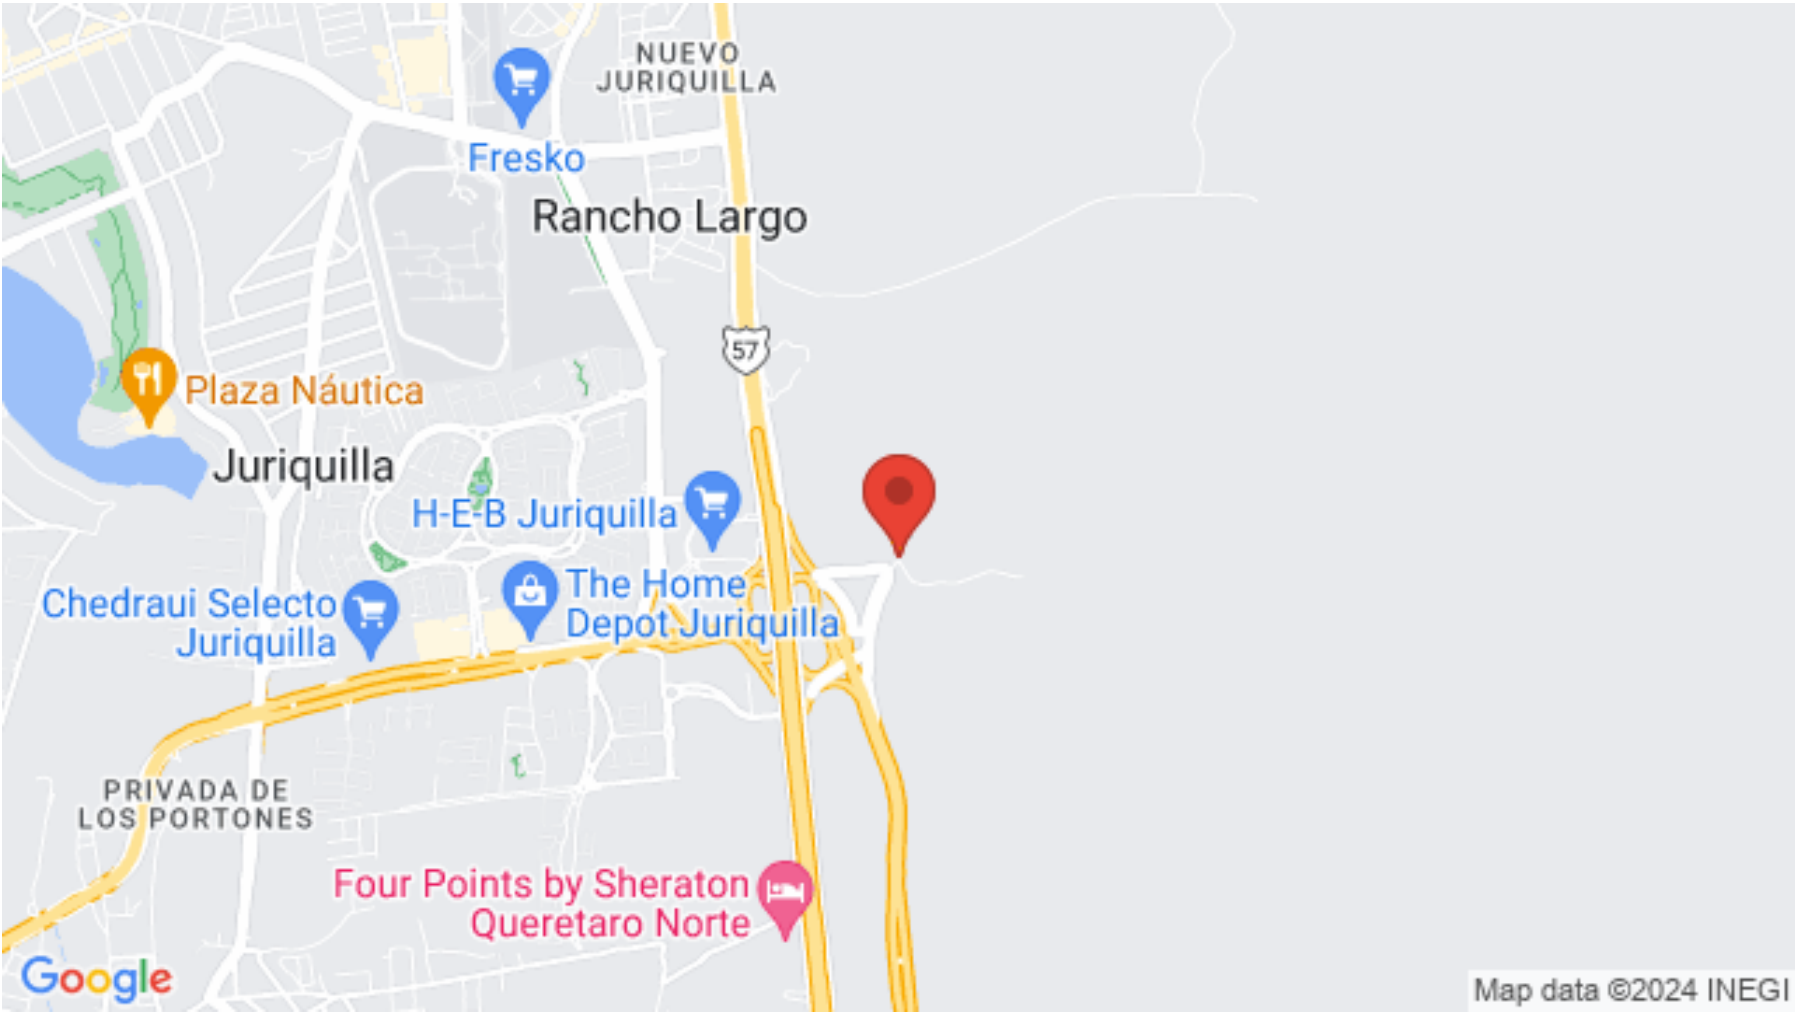 NUEVO
JURIQUILLA
Fresko
Rancho Largo
57
Plaza Náutica
Juriquilla
H-E-B Juriquilla
The Home
Depot Juriquilla
Chedraui Selecto
Juriquilla
PRIVADA DE
LOS PORTONES
Four Points by Sheraton
Queretaro Norte
Google
Map data ©2024 INEGI